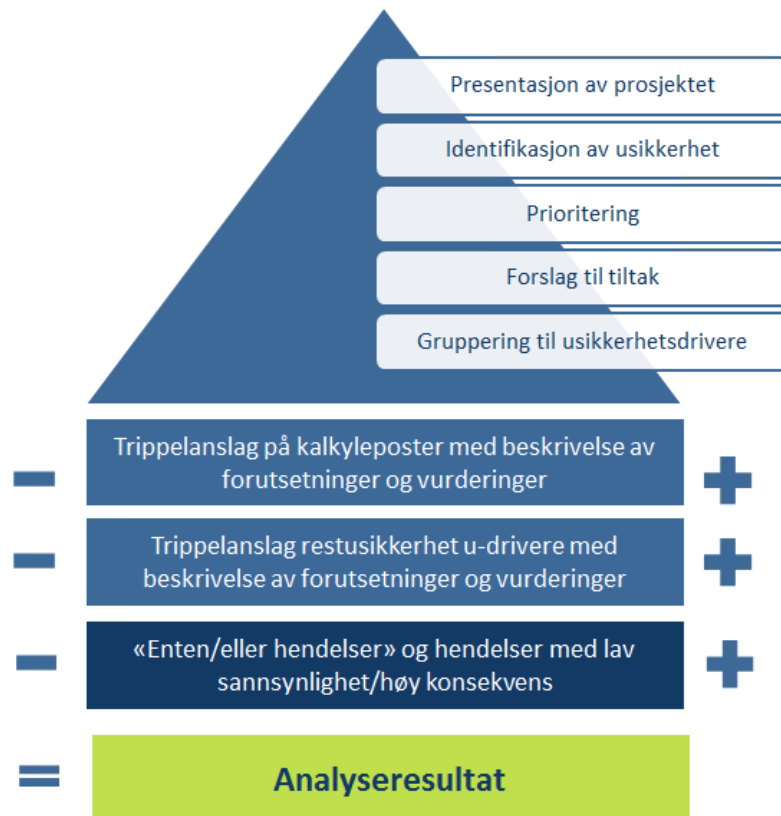 Presentasjon av prosjektet
Identifikasjon av usikkerhet
Prioritering
Forslag til tiltak
Gruppering til usikkerhetsdrivere
Trippelanslag på kalkyleposter med beskrivelse av
forutsetninger og vurderinger
Trippelanslag restusikkerhet u-drivere med
beskrivelse av forutsetninger og vurderinger
«Enten/eller hendelser» og hendelser med lav
sannsynlighet/høy konsekvens
Analyseresultat